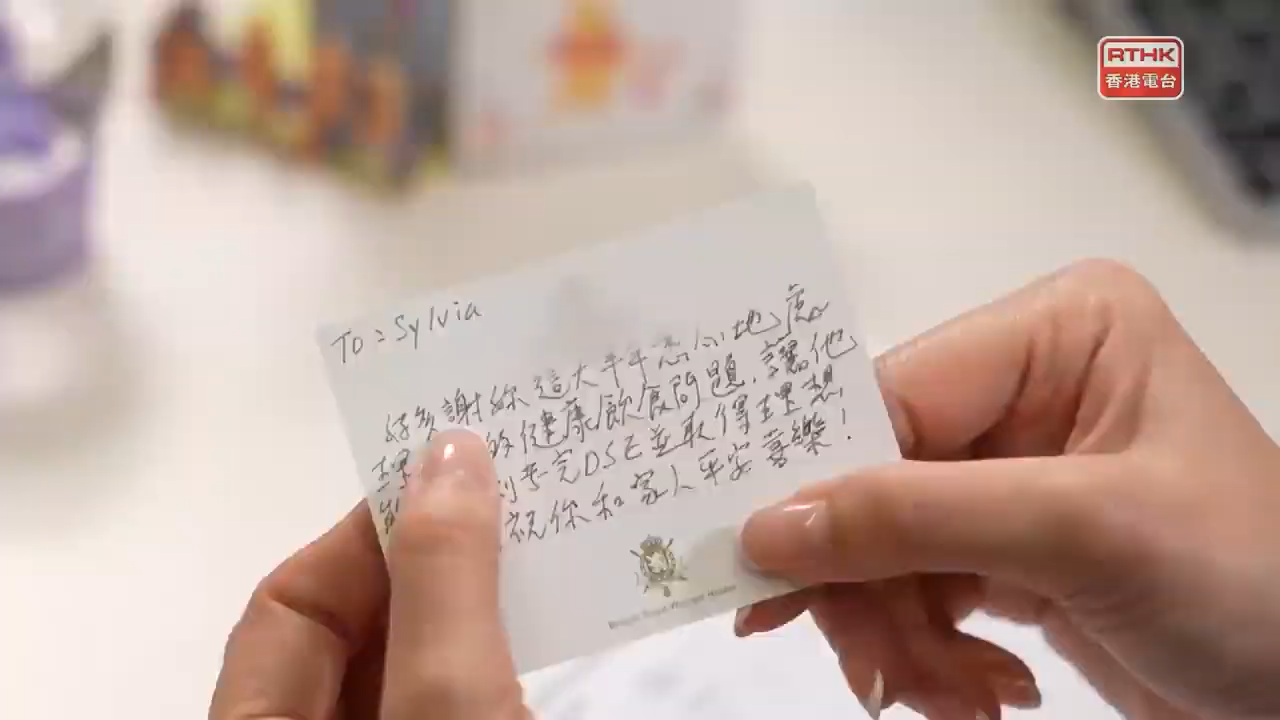 RTHK
香港電台
To: Sylvia
好多謝妳這大半年悉心地處
理 的健康飲食問題，讓他
能 利考完DSE並取得理想
祝你和家人平安喜樂！